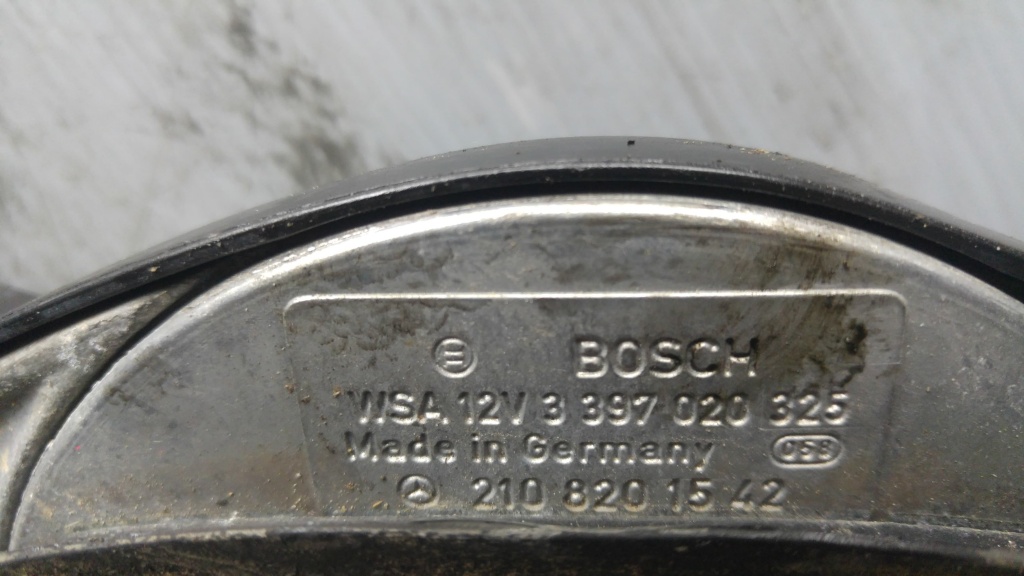 BOSCH
WSA 12V 3 397 020 325
Made in Germany
210 820 15 42